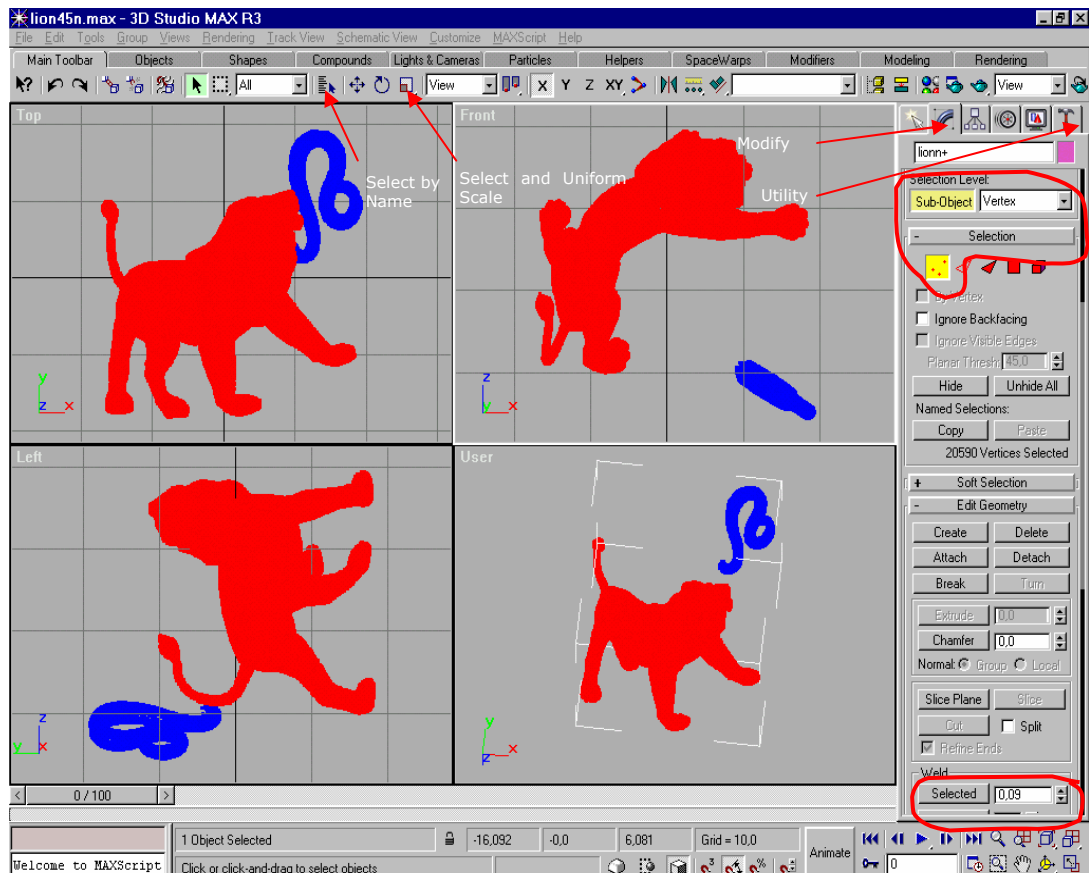 lion45n.max - 3D Studio MAX R3
File Edit Tools Group Views Rendering Track View Schematic View Customize MAXScript Help
Main Toolbar Objects Shapes Compounds Lights & Cameras Particles Helpers SpaceWarps Modifiers Modeling Rendering
All View X Y Z XY View
Top
Front
Modify
Select by
Name
Select and Uniform
Scale
Utility
y
z x
z
y x
Left
User
z
y x
y
z x
lionn+
Selection Level:
Sub-Object Vertex
- Selection
By Vertex
Ignore Backfacing
Ignore Visible Edges
Planar Thresh: 45,0
Hide Unhide All
Named Selections:
Copy Paste
20590 Vertices Selected
+ Soft Selection
- Edit Geometry
Create Delete
Attach Detach
Break Turn
Extrude 0,0
Chamfer 0,0
Normal: Group Local
Slice Plane Slice
Cut Split
Refine Ends
Weld
Selected 0,09
< 0 / 100 >
1 Object Selected -16,092 -0,0 6,081 Grid = 10,0
Animate
Welcome to MAXScript
Click or click-and-drag to select objects
3 % 0